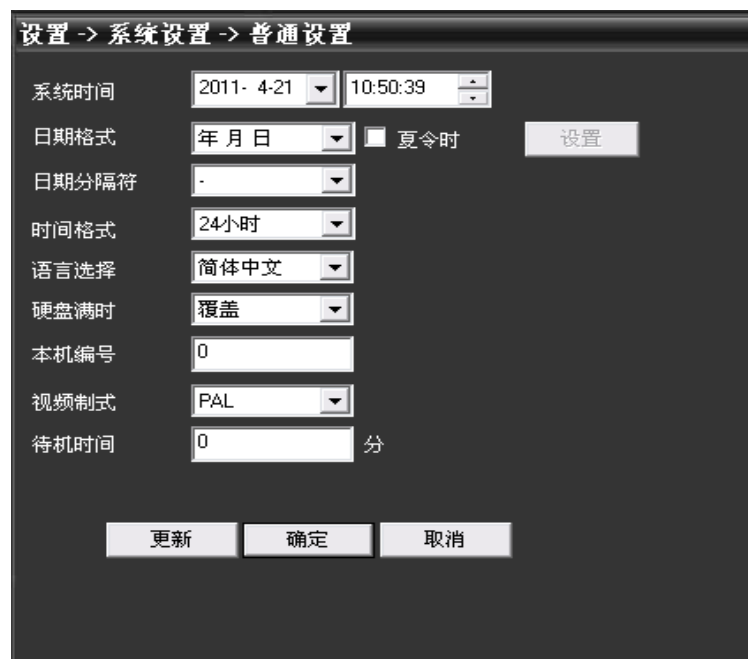 设置 -> 系统设置 -> 普通设置
系统时间 2011- 4-21 10:50:39
日期格式 年 月 日 夏令时 设置
日期分隔符 -
时间格式 24小时
语言选择 简体中文
硬盘满时 覆盖
本机编号 0
视频制式 PAL
待机时间 0 分
更新 确定 取消